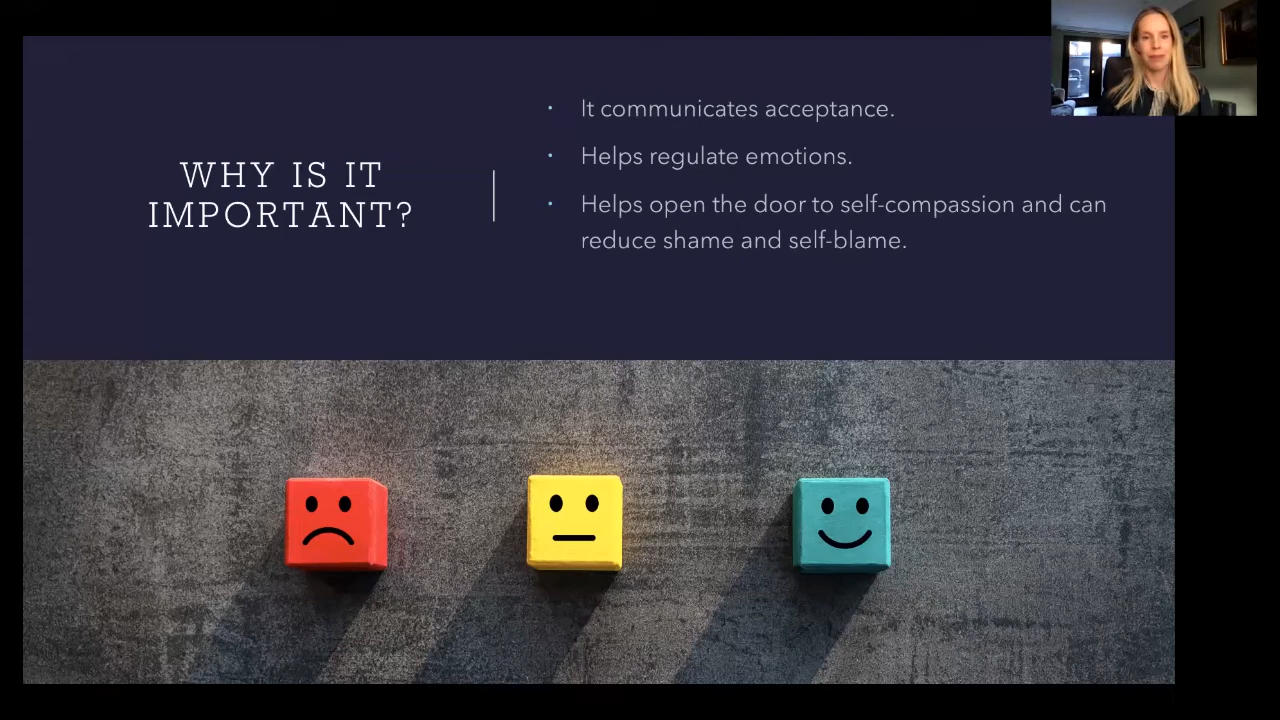 WHY IS IT
IMPORTANT?
• It communicates acceptance.
• Helps regulate emotions.
• Helps open the door to self-compassion and can
reduce shame and self-blame.